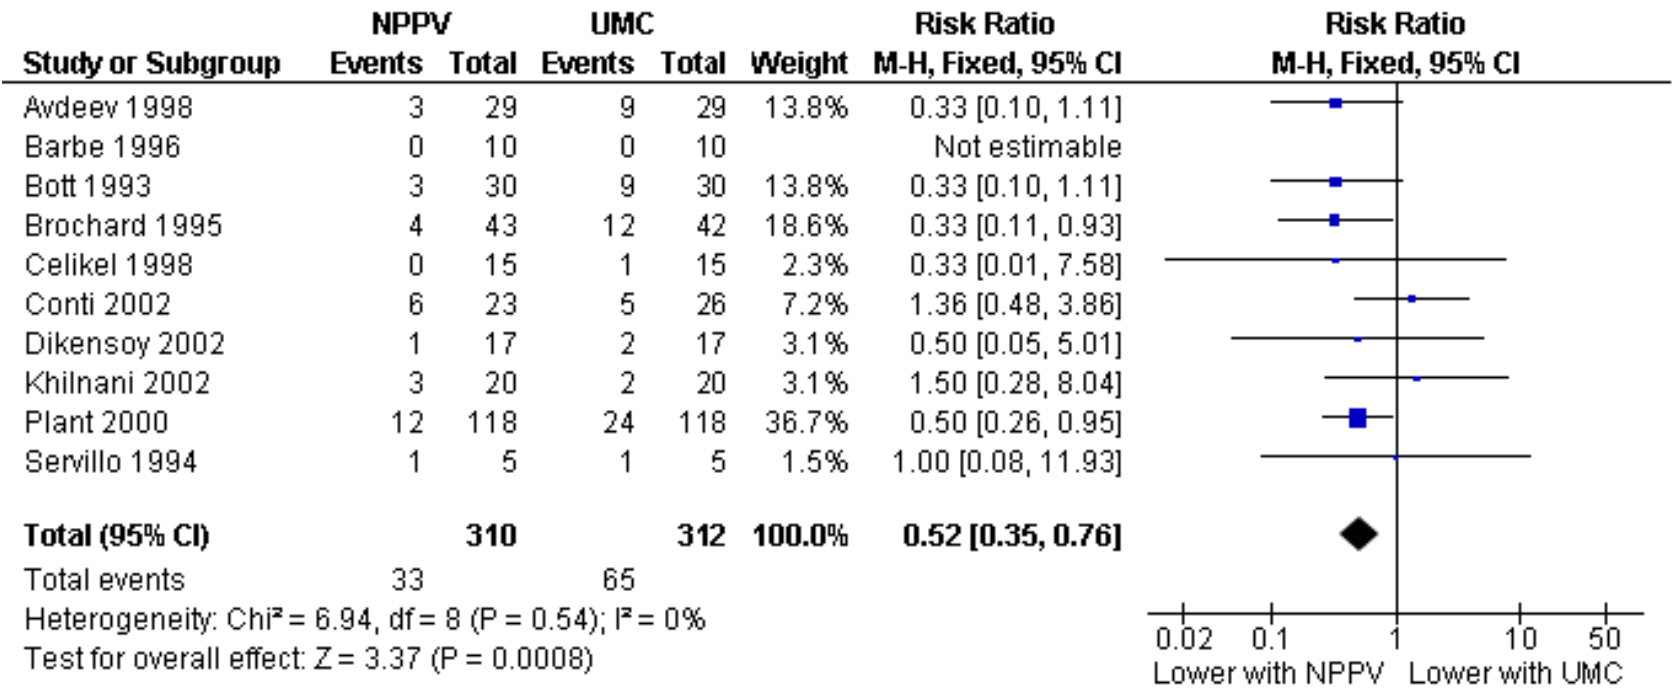 NPPV UMC Risk Ratio Risk Ratio
Study or Subgroup Events Total Events Total Weight M-H, Fixed, 95% CI M-H, Fixed, 95% CI
Avdeev 1998 3 29 9 29 13.8% 0.33 [0.10, 1.11]
Barbe 1996 0 10 0 10 Not estimable
Bott 1993 3 30 9 30 13.8% 0.33 [0.10, 1.11]
Brochard 1995 4 43 12 42 18.6% 0.33 [0.11, 0.93]
Celikel 1998 0 15 1 15 2.3% 0.33 [0.01, 7.58]
Conti 2002 6 23 5 26 7.2% 1.36 [0.48, 3.86]
Dikensoy 2002 1 17 2 17 3.1% 0.50 [0.05, 5.01]
Khilnani 2002 3 20 2 20 3.1% 1.50 [0.28, 8.04]
Plant 2000 12 118 24 118 36.7% 0.50 [0.26, 0.95]
Servillo 1994 1 5 1 5 1.5% 1.00 [0.08, 11.93]
Total (95% CI) 310 312 100.0% 0.52 [0.35, 0.76]
Total events 33 65
Heterogeneity: Chi² = 6.94, df = 8 (P = 0.54); I² = 0%
Test for overall effect: Z = 3.37 (P = 0.0008)
0.02 0.1 1 10 50
Lower with NPPV Lower with UMC